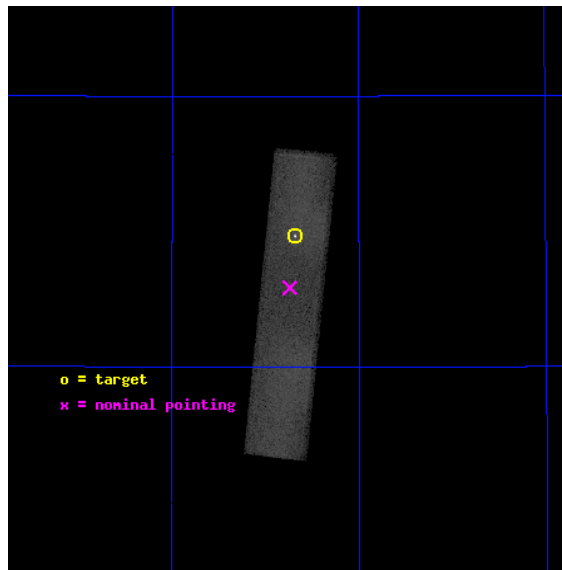 o = target
x = nominal pointing